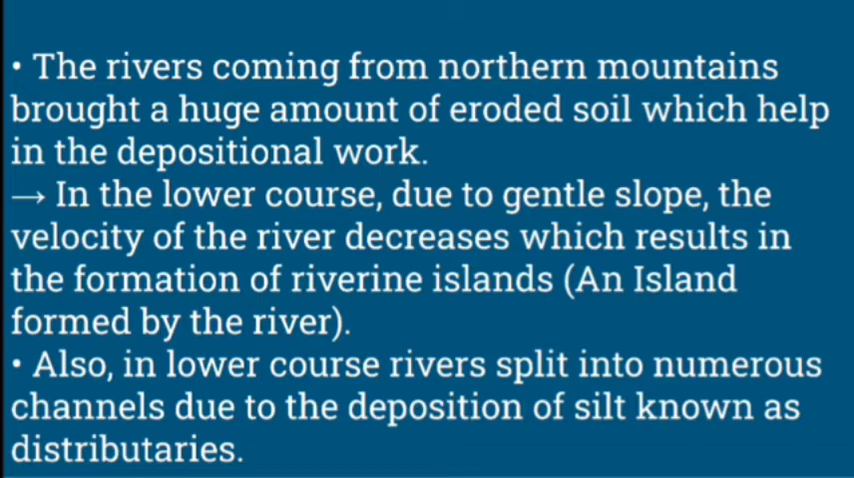 • The rivers coming from northern mountains
brought a huge amount of eroded soil which help
in the depositional work.
→ In the lower course, due to gentle slope, the
velocity of the river decreases which results in
the formation of riverine islands (An Island
formed by the river).
• Also, in lower course rivers split into numerous
channels due to the deposition of silt known as
distributaries.